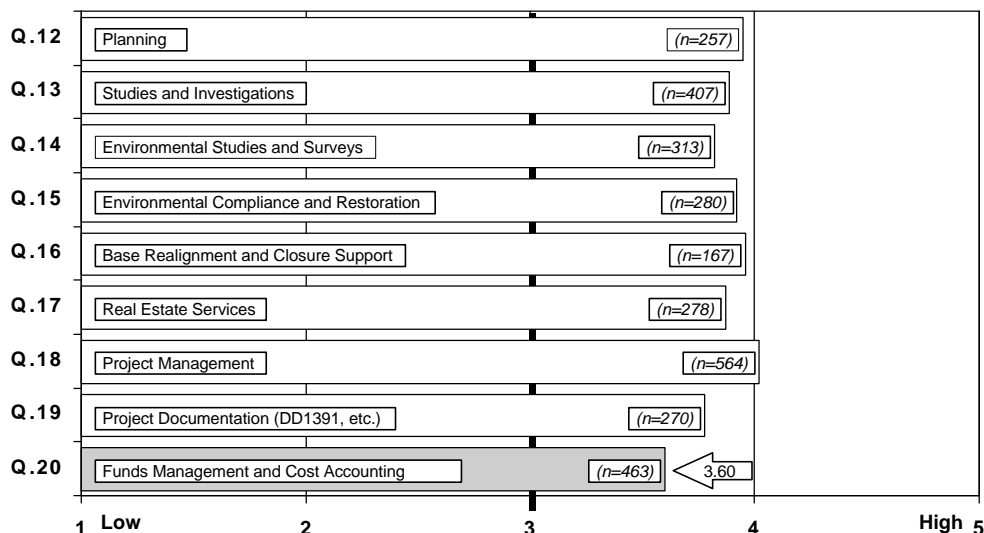 Q.12 Planning (n=257)
Q.13 Studies and Investigations (n=407)
Q.14 Environmental Studies and Surveys (n=313)
Q.15 Environmental Compliance and Restoration (n=280)
Q.16 Base Realignment and Closure Support (n=167)
Q.17 Real Estate Services (n=278)
Q.18 Project Management (n=564)
Q.19 Project Documentation (DD1391, etc.) (n=270)
Q.20 Funds Management and Cost Accounting (n=463) 3.60
1 Low 2 3 4 High 5